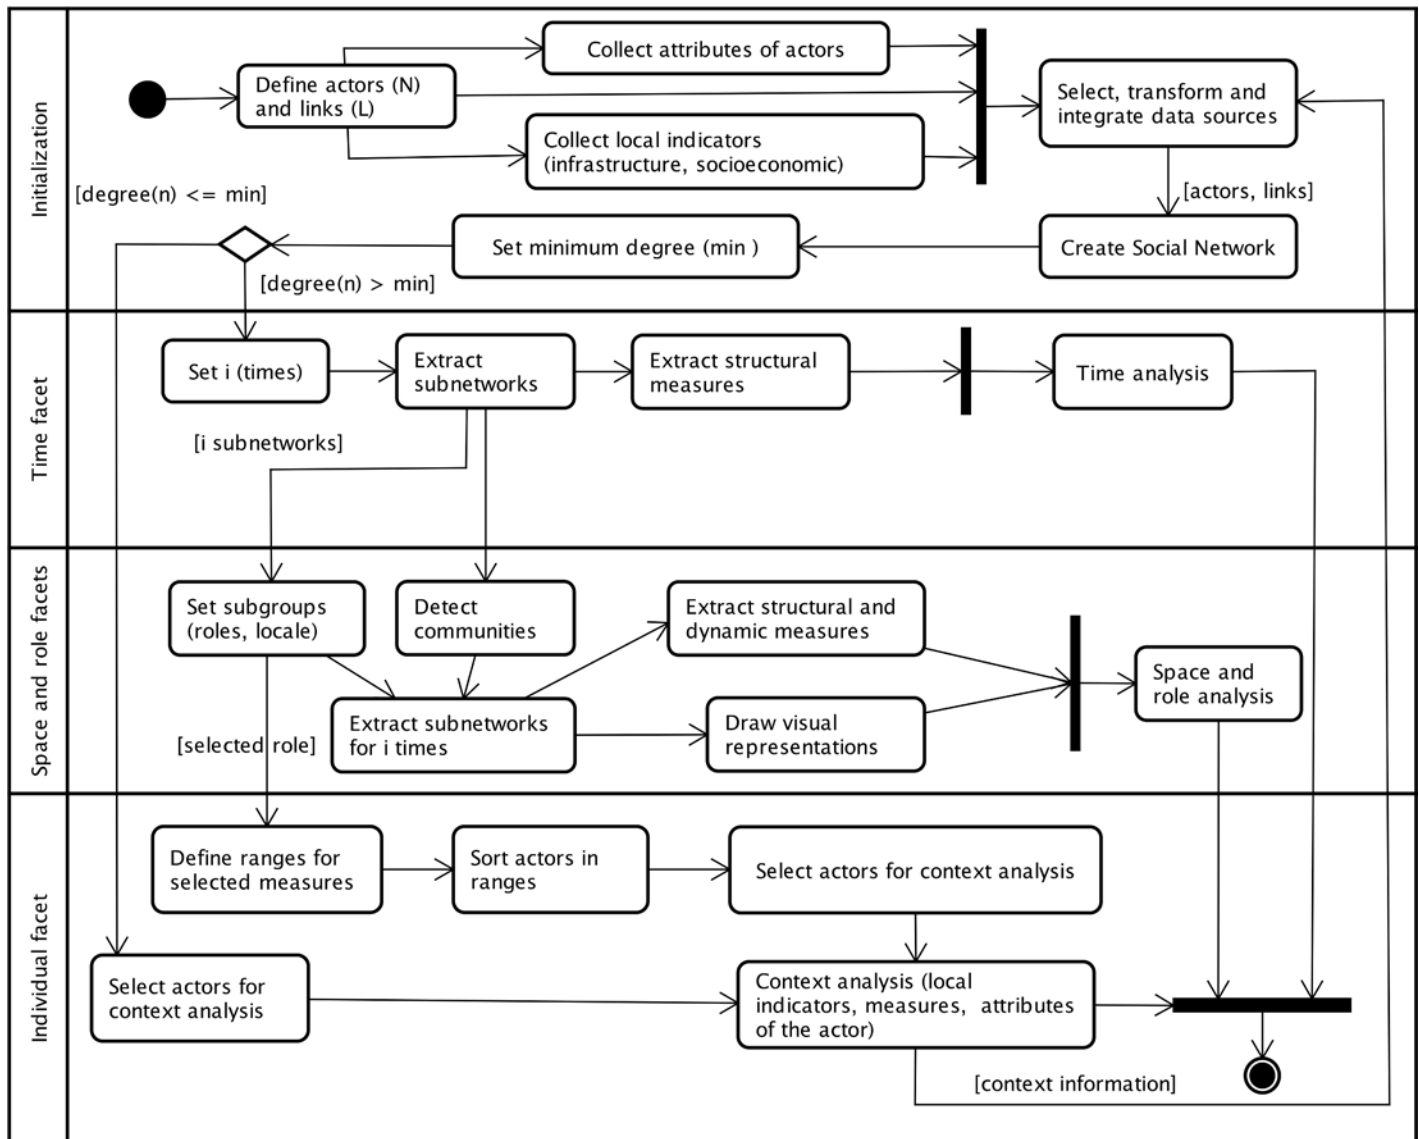 Initialization
Collect attributes of actors
Define actors (N)
and links (L)
Select, transform and
integrate data sources
Collect local indicators
(infrastructure, socioeconomic)
[degree(n) <= min]
[actors, links]
Set minimum degree (min )
Create Social Network
[degree(n) > min]
Time facet
Set i (times)
Extract
subnetworks
Extract structural
measures
Time analysis
[i subnetworks]
Space and role facets
Set subgroups
(roles, locale)
Detect
communities
Extract structural and
dynamic measures
Space and
role analysis
[selected role]
Extract subnetworks
for i times
Draw visual
representations
Individual facet
Define ranges for
selected measures
Sort actors in
ranges
Select actors for context analysis
Select actors for
context analysis
Context analysis (local
indicators, measures,  attributes
of the actor)
[context information]